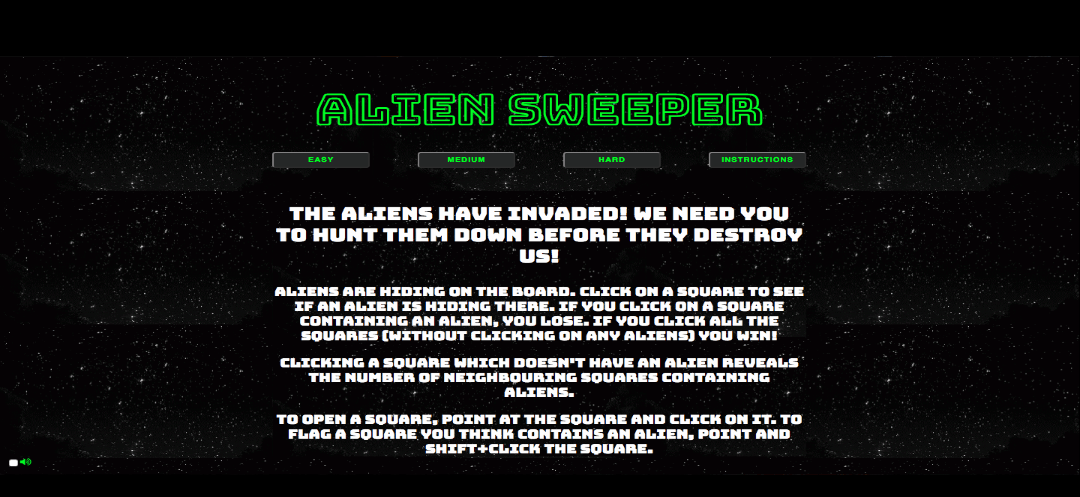 ALIEN SWEEPER
EASY
MEDIUM
HARD
INSTRUCTIONS
THE ALIENS HAVE INVADED! WE NEED YOU
TO HUNT THEM DOWN BEFORE THEY DESTROY
US!
ALIENS ARE HIDING ON THE BOARD. CLICK ON A SQUARE TO SEE
IF AN ALIEN IS HIDING THERE. IF YOU CLICK ON A SQUARE
CONTAINING AN ALIEN, YOU LOSE. IF YOU CLICK ALL THE
SQUARES (WITHOUT CLICKING ON ANY ALIENS) YOU WIN!
CLICKING A SQUARE WHICH DOESN'T HAVE AN ALIEN REVEALS
THE NUMBER OF NEIGHBOURING SQUARES CONTAINING
ALIENS.
TO OPEN A SQUARE, POINT AT THE SQUARE AND CLICK ON IT. TO
FLAG A SQUARE YOU THINK CONTAINS AN ALIEN, POINT AND
SHIFT+CLICK THE SQUARE.